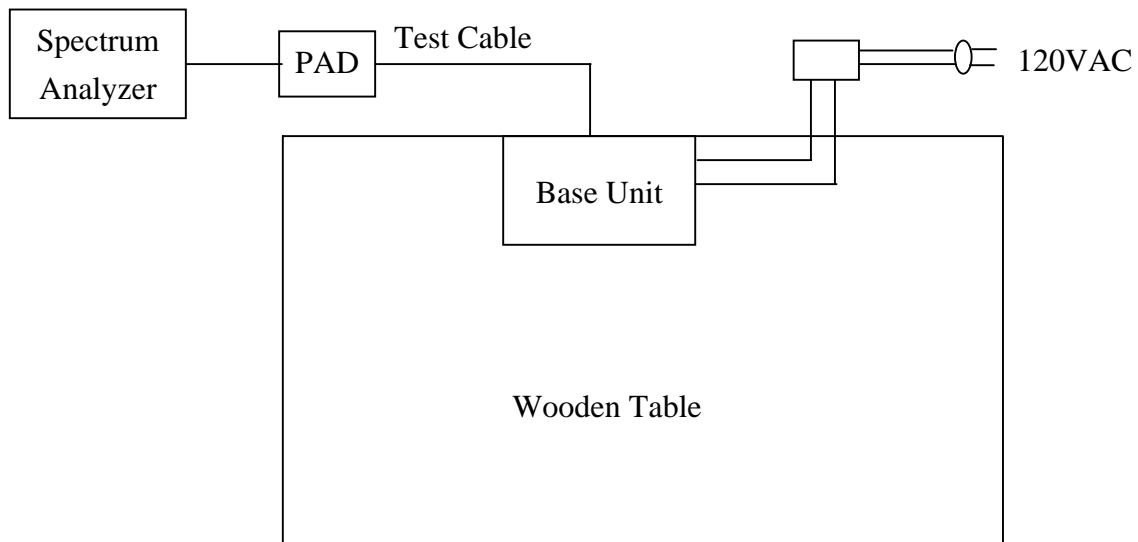 Spectrum
Analyzer
PAD
Test Cable
120VAC
Base Unit
Wooden Table